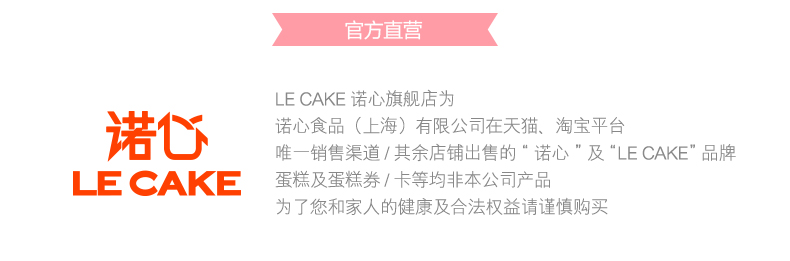 官方直营
诺心
LE CAKE
LE CAKE 诺心旗舰店为
诺心食品（上海）有限公司在天猫、淘宝平台
唯一销售渠道 / 其余店铺出售的 “ 诺心 ” 及 “LE CAKE” 品牌
蛋糕及蛋糕券 / 卡等均非本公司产品
为了您和家人的健康及合法权益请谨慎购买